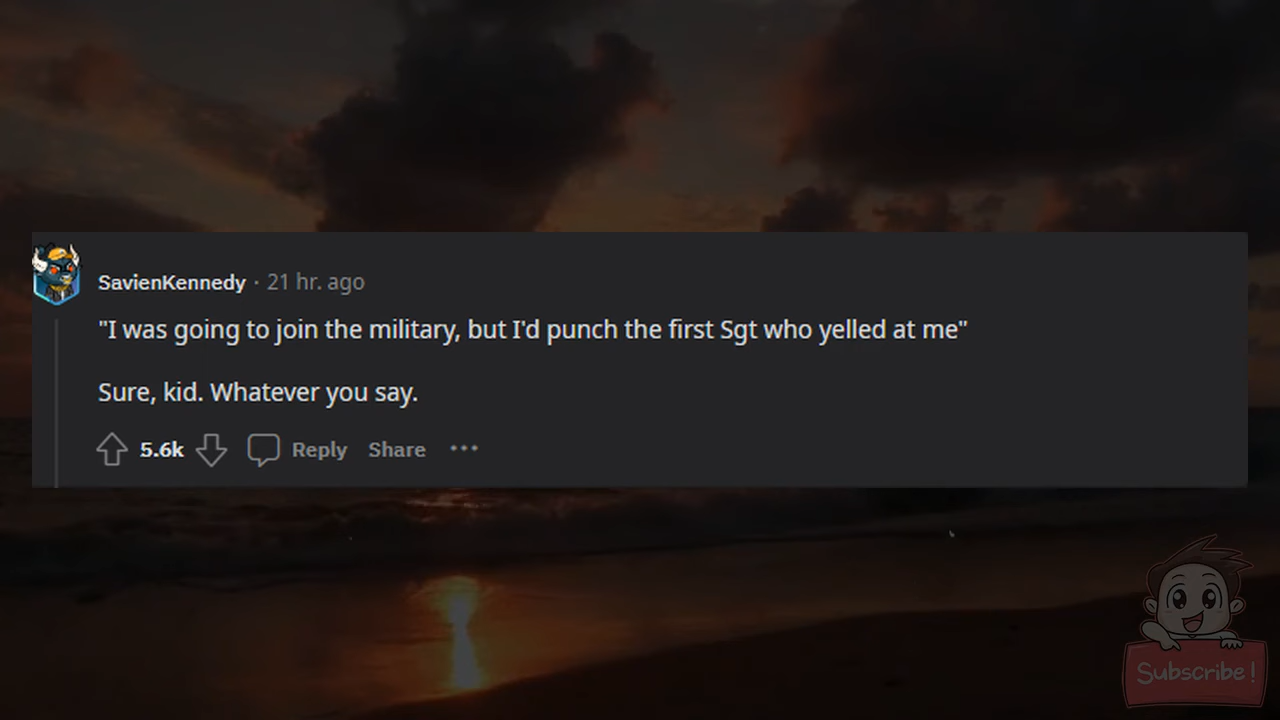 SavienKennedy · 21 hr. ago
"I was going to join the military, but I'd punch the first Sgt who yelled at me"
Sure, kid. Whatever you say.
5.6k Reply Share ···
Subscribe!